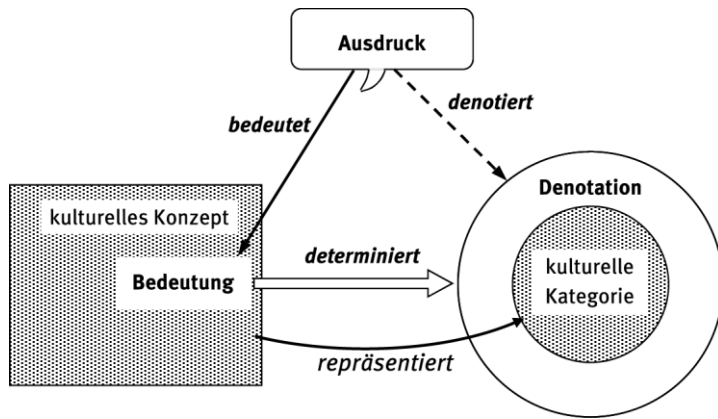 Ausdruck
bedeutet
denotiert
Denotation
kulturelles Konzept
determiniert
Bedeutung
kulturelle
Kategorie
repräsentiert